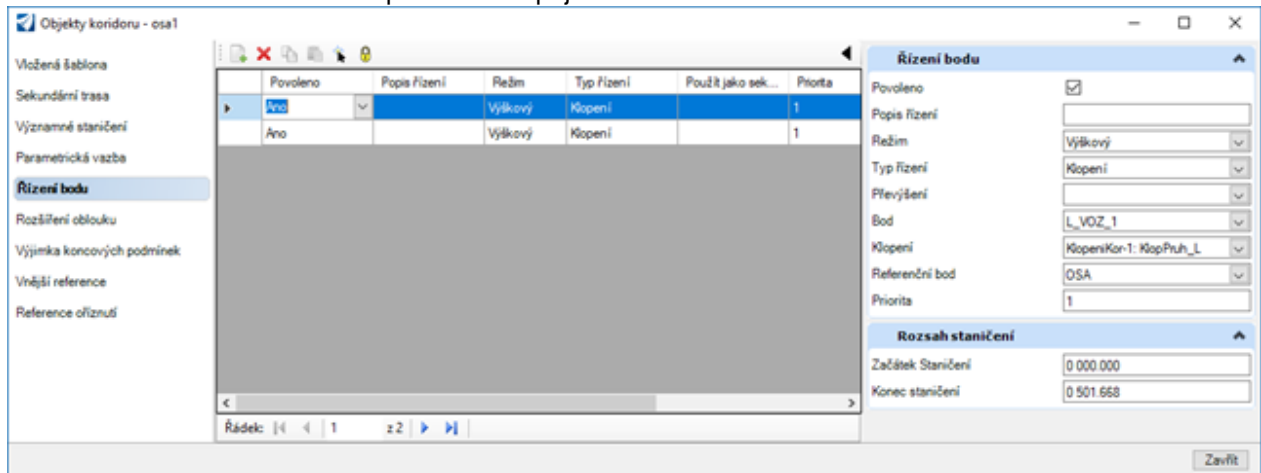 Objekty koridoru - osa1
Vložená šablona
Sekundární trasa
Významné staničení
Parametrická vazba
Řízení bodu
Rozšíření oblouku
Výjimka koncových podmínek
Vnější reference
Reference oříznutí
Povoleno Popis řízení Režim Typ řízení Použít jako sek... Priorita
Ano Výškový Klopení 1
Ano Výškový Klopení 1
Řádek: 1 z 2
Řízení bodu
Povoleno
Popis řízení
Režim Výškový
Typ řízení Klopení
Převýšení
Bod L_VOZ_1
Klopení KlopeniKor-1: KlopPruh_L
Referenční bod OSA
Priorita 1
Rozsah staničení
Začátek Staničení 0 000.000
Konec staničení 0 501.668
Zavřít